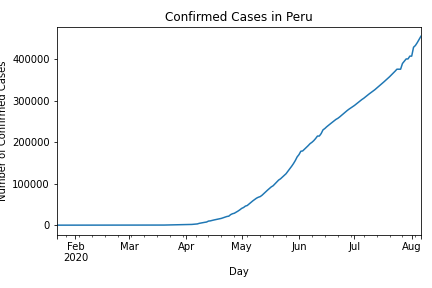 Confirmed Cases in Peru
Number of Confirmed Cases
400000
300000
200000
100000
0
Feb Mar Apr May Jun Jul Aug
2020
Day